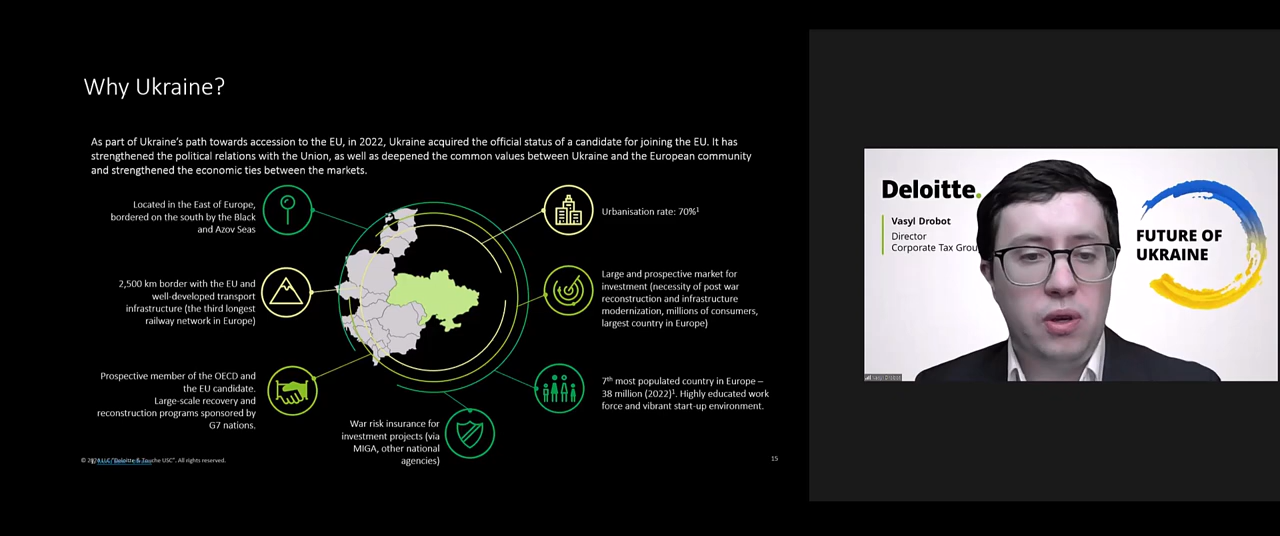 Why Ukraine?
As part of Ukraine's path towards accession to the EU, in 2022, Ukraine acquired the official status of a candidate for joining the EU. It has
strengthened the political relations with the Union, as well as deepened the common values between Ukraine and the European community
and strengthened the economic ties between the markets.
Located in the East of Europe,
bordered on the south by the Black
and Azov Seas
2,500 km border with the EU and
well-developed transport
infrastructure (the third longest
railway network in Europe)
Prospective member of the OECD and
the EU candidate.
Large-scale recovery and
reconstruction programs sponsored by
G7 nations.
War risk insurance for
investment projects (via
MIGA, other national
agencies)
Urbanisation rate: 70%¹
Large and prospective market for
investment (necessity of post war
reconstruction and infrastructure
modernization, millions of consumers,
largest country in Europe)
7th most populated country in Europe –
38 million (2022)¹. Highly educated work
force and vibrant start-up environment.
© LLC "Deloitte & Touche USC". All rights reserved.
15
Deloitte.
Vasyl Drobot
Director
Corporate Tax Grou
FUTURE OF
UKRAINE
Vasyl Drobot